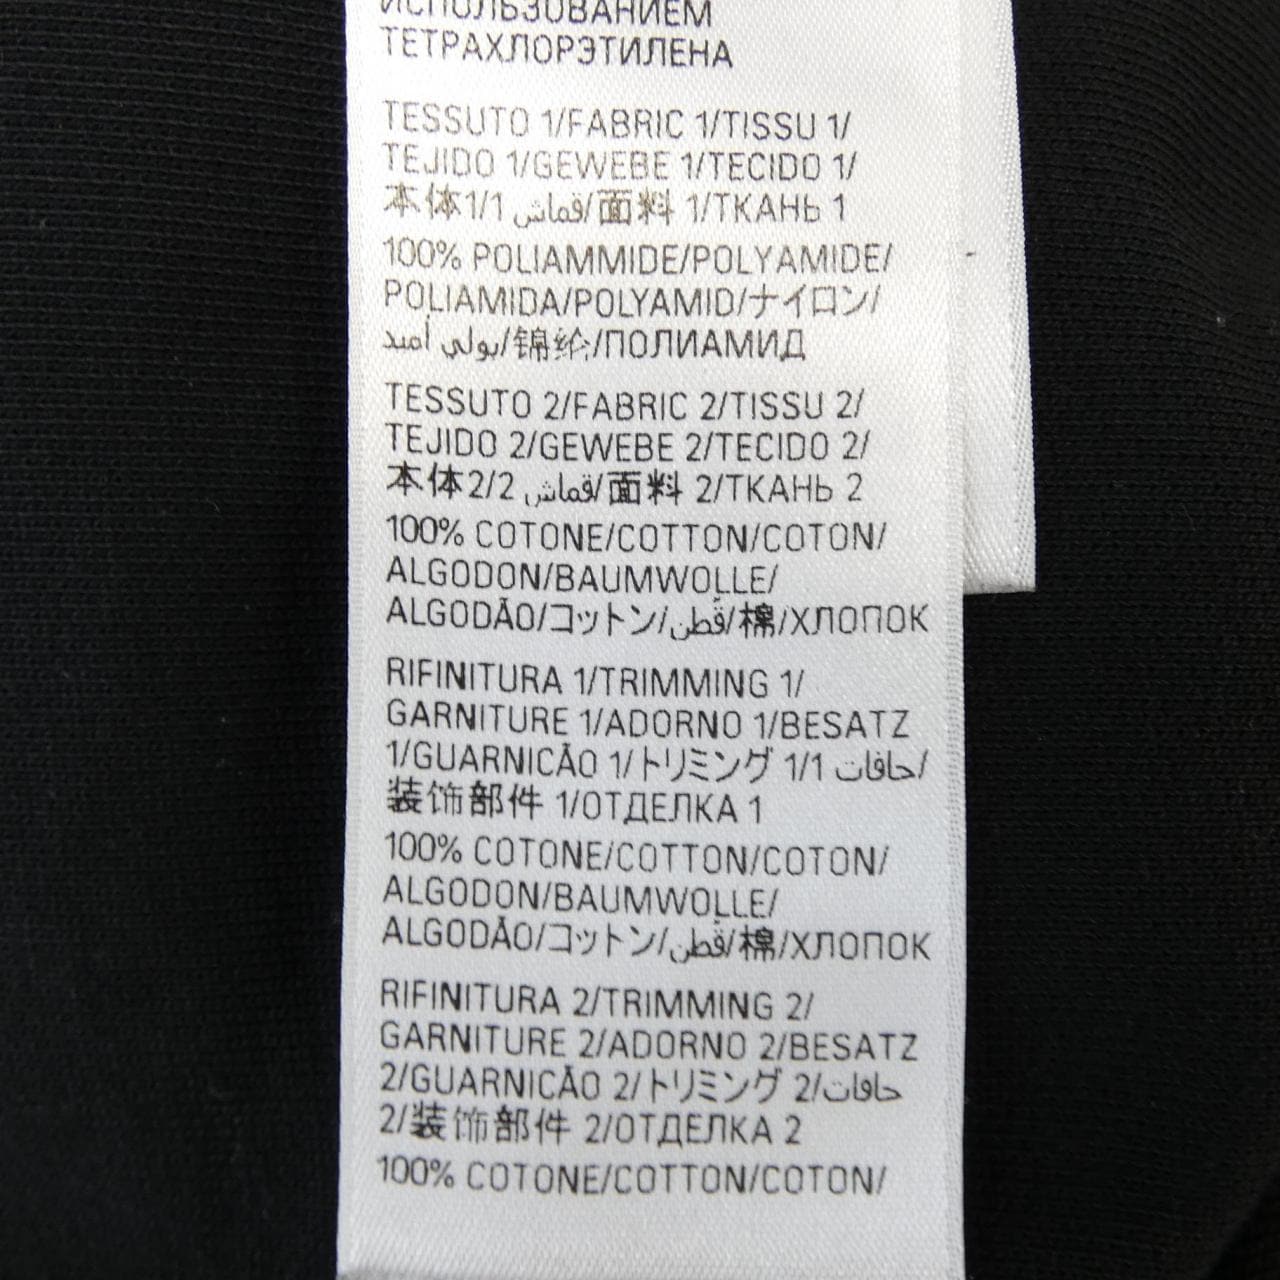 ИСПОЛЬЗОВАНИЕМ
ТЕТРАХЛОРЭТИЛЕНА
TESSUTO 1/FABRIC 1/TISSU 1/
TEJIDO 1/GEWEBE 1/TECIDO 1/
本体1/1 قماش/面料 1/ТКАНЬ 1
100% POLIAMMIDE/POLYAMIDE/
POLIAMIDA/POLYAMID/ナイロン/
بولي أميد/锦纶/ПОЛИАМИД
TESSUTO 2/FABRIC 2/TISSU 2/
TEJIDO 2/GEWEBE 2/TECIDO 2/
本体2/2 قماش/面料 2/ТКАНЬ 2
100% COTONE/COTTON/COTON/
ALGODON/BAUMWOLLE/
ALGODÃO/コットン/قُطن/棉/ХЛОПОК
RIFINITURA 1/TRIMMING 1/
GARNITURE 1/ADORNO 1/BESATZ
1/GUARNICÃO 1/トリミング 1/1 حافات/
装饰部件 1/ОТДЕЛКА 1
100% COTONE/COTTON/COTON/
ALGODON/BAUMWOLLE/
ALGODÃO/コットン/قُطن/棉/ХЛОПОК
RIFINITURA 2/TRIMMING 2/
GARNITURE 2/ADORNO 2/BESATZ
2/GUARNICÃO 2/トリミング 2/حافات
2/装饰部件 2/ОТДЕЛКА 2
100% COTONE/COTTON/COTON/